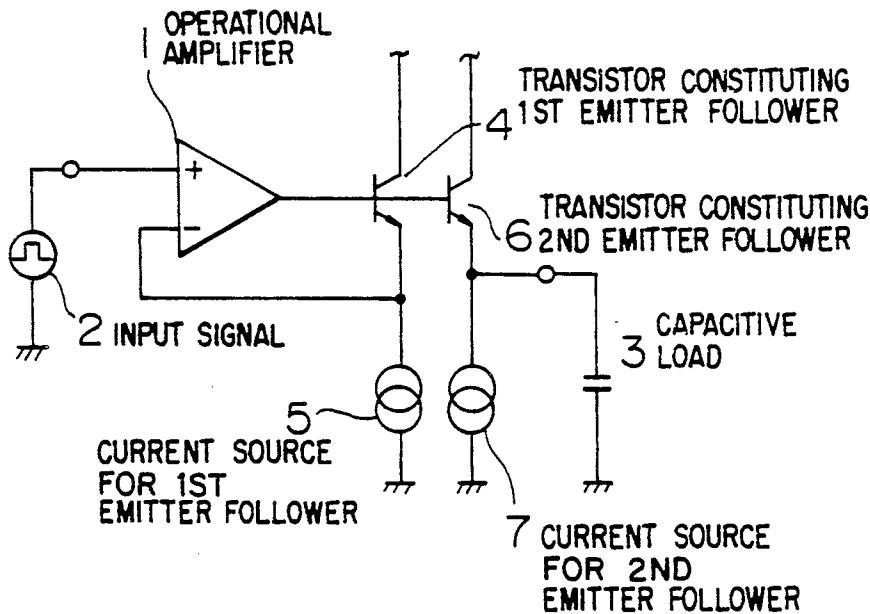 1 OPERATIONAL
AMPLIFIER
TRANSISTOR CONSTITUTING
4 1ST EMITTER FOLLOWER
+
−
6 TRANSISTOR CONSTITUTING
2ND EMITTER FOLLOWER
2 INPUT SIGNAL
3 CAPACITIVE
LOAD
5
CURRENT SOURCE
FOR 1ST
EMITTER FOLLOWER
7 CURRENT SOURCE
FOR 2ND
EMITTER FOLLOWER